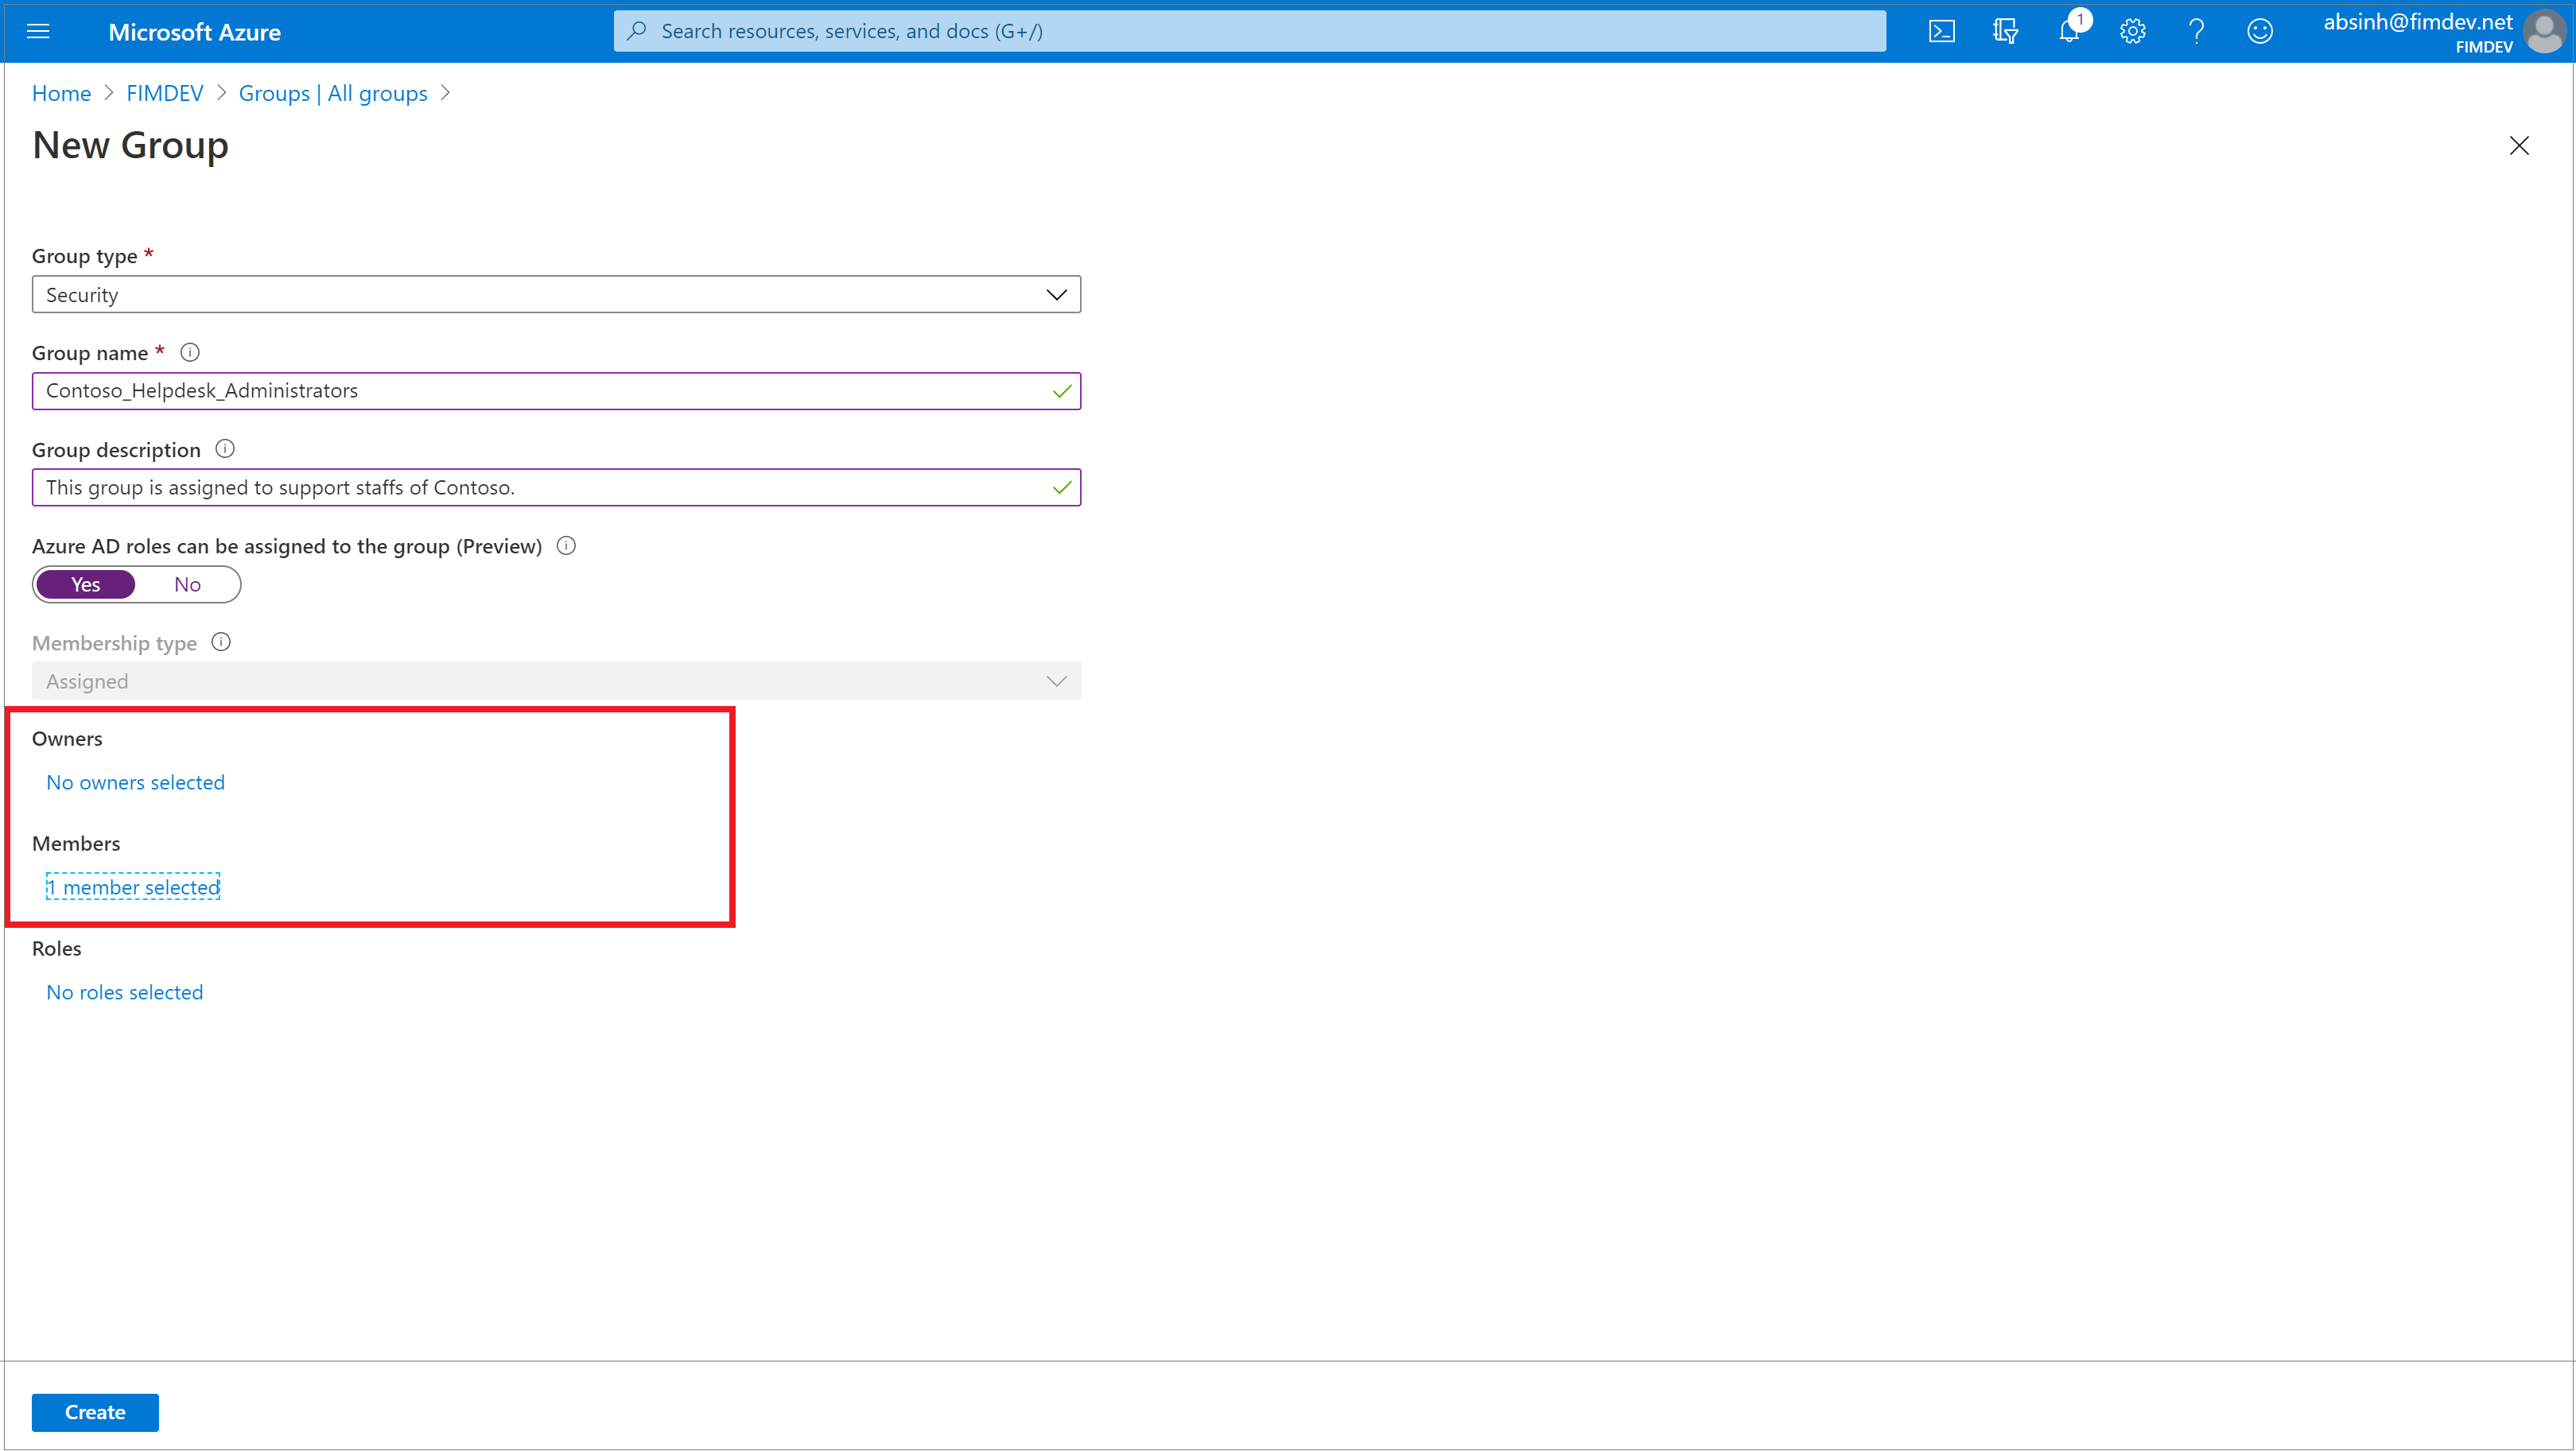 Microsoft Azure
Search resources, services, and docs (G+/)
1
absinh@fimdev.net
FIMDEV
Home > FIMDEV > Groups | All groups >
New Group
Group type *
Security
Group name *
Contoso_Helpdesk_Administrators
Group description
This group is assigned to support staffs of Contoso.
Azure AD roles can be assigned to the group (Preview)
Yes No
Membership type
Assigned
Owners
No owners selected
Members
1 member selected
Roles
No roles selected
Create